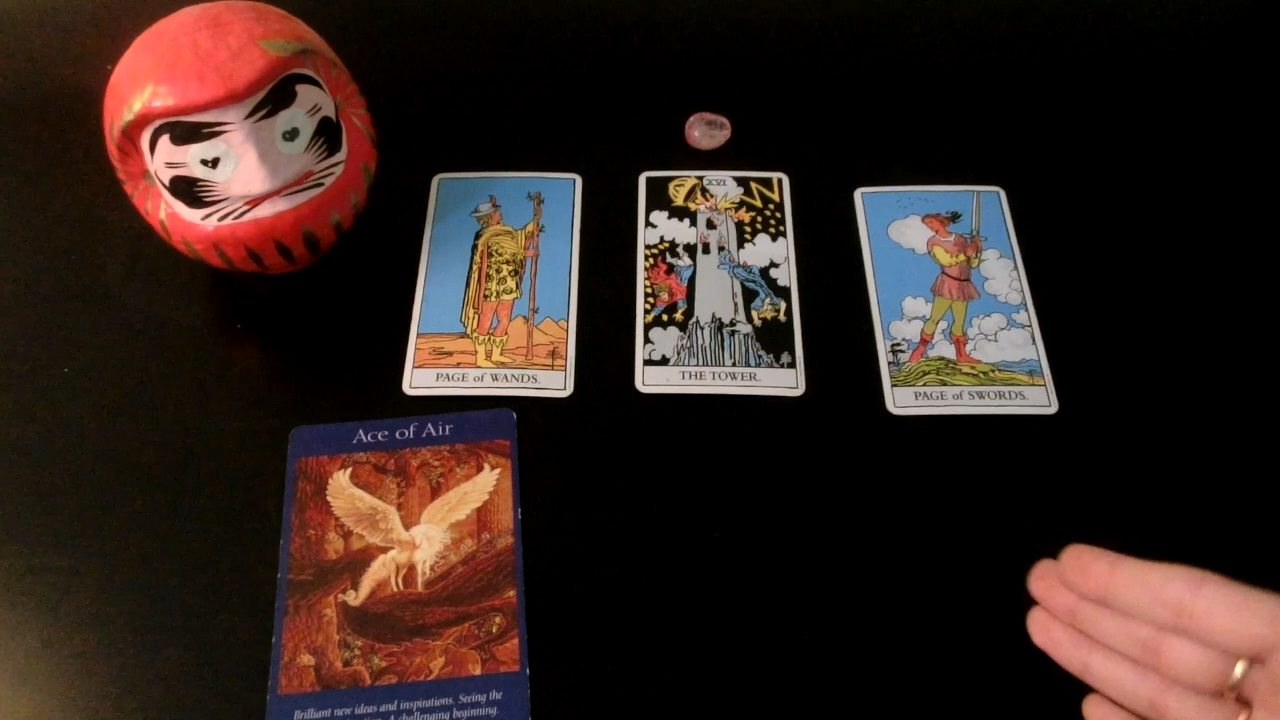 XVI
PAGE of WANDS.
THE TOWER.
PAGE of SWORDS.
Ace of Air
Brilliant new ideas and inspirations. Seeing the
A challenging beginning.